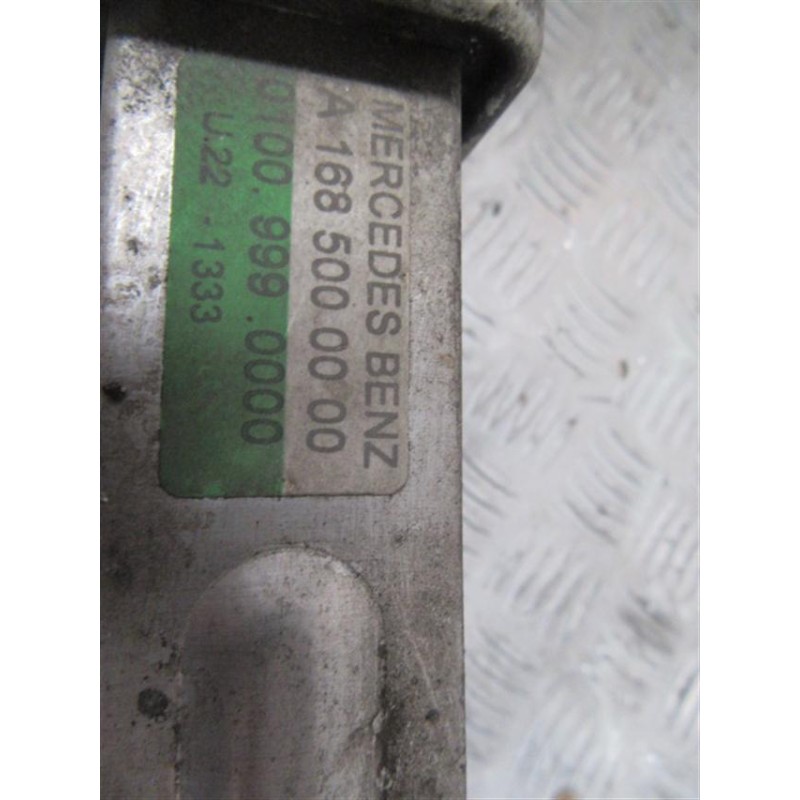 MERCEDES BENZ
A 168 500 00 00
0100. 999 .0000
U.22 - 1333